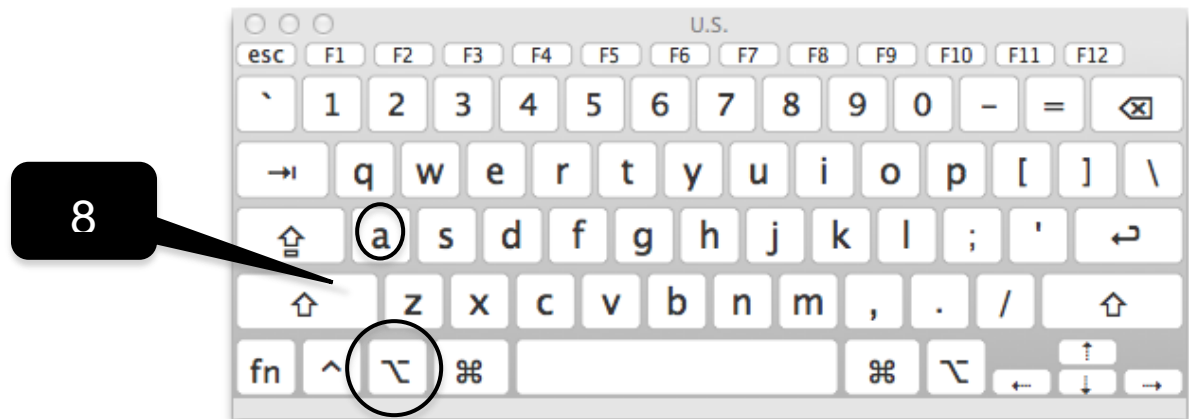 U.S.
esc F1 F2 F3 F4 F5 F6 F7 F8 F9 F10 F11 F12
` 1 2 3 4 5 6 7 8 9 0 - = ⌫
⇥ q w e r t y u i o p [ ] \
8
⇪ a s d f g h j k l ; ' ↩
⇧ z x c v b n m , . / ⇧
fn ^ ⌥ ⌘ ⌘ ⌥ ← ↑ ↓ →